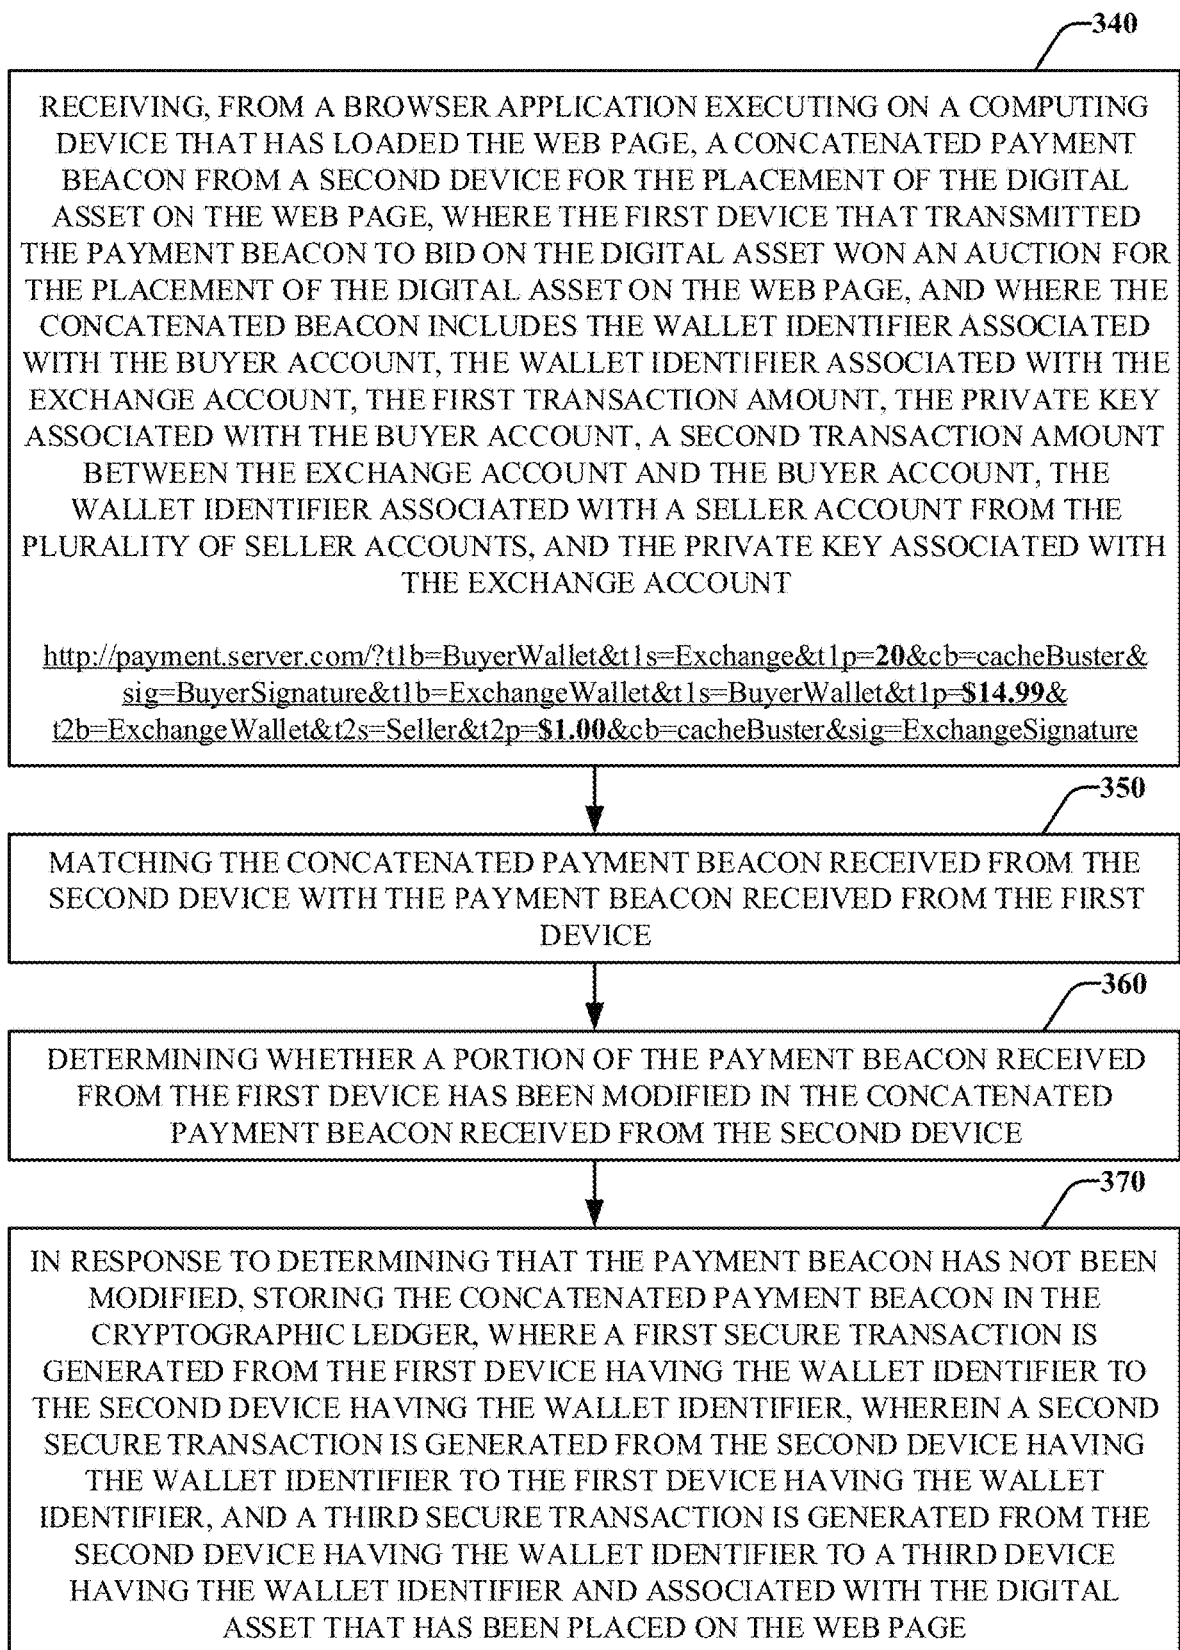 340
RECEIVING, FROM A BROWSER APPLICATION EXECUTING ON A COMPUTING
DEVICE THAT HAS LOADED THE WEB PAGE, A CONCATENATED PAYMENT
BEACON FROM A SECOND DEVICE FOR THE PLACEMENT OF THE DIGITAL
ASSET ON THE WEB PAGE, WHERE THE FIRST DEVICE THAT TRANSMITTED
THE PAYMENT BEACON TO BID ON THE DIGITAL ASSET WON AN AUCTION FOR
THE PLACEMENT OF THE DIGITAL ASSET ON THE WEB PAGE, AND WHERE THE
CONCATENATED BEACON INCLUDES THE WALLET IDENTIFIER ASSOCIATED
WITH THE BUYER ACCOUNT, THE WALLET IDENTIFIER ASSOCIATED WITH THE
EXCHANGE ACCOUNT, THE FIRST TRANSACTION AMOUNT, THE PRIVATE KEY
ASSOCIATED WITH THE BUYER ACCOUNT, A SECOND TRANSACTION AMOUNT
BETWEEN THE EXCHANGE ACCOUNT AND THE BUYER ACCOUNT, THE
WALLET IDENTIFIER ASSOCIATED WITH A SELLER ACCOUNT FROM THE
PLURALITY OF SELLER ACCOUNTS, AND THE PRIVATE KEY ASSOCIATED WITH
THE EXCHANGE ACCOUNT
http://payment.server.com/?t1b=BuyerWallet&t1s=Exchange&t1p=20&cb=cacheBuster&
sig=BuyerSignature&t1b=ExchangeWallet&t1s=BuyerWallet&t1p=$14.99&
t2b=ExchangeWallet&t2s=Seller&t2p=$1.00&cb=cacheBuster&sig=ExchangeSignature
350
MATCHING THE CONCATENATED PAYMENT BEACON RECEIVED FROM THE
SECOND DEVICE WITH THE PAYMENT BEACON RECEIVED FROM THE FIRST
DEVICE
360
DETERMINING WHETHER A PORTION OF THE PAYMENT BEACON RECEIVED
FROM THE FIRST DEVICE HAS BEEN MODIFIED IN THE CONCATENATED
PAYMENT BEACON RECEIVED FROM THE SECOND DEVICE
370
IN RESPONSE TO DETERMINING THAT THE PAYMENT BEACON HAS NOT BEEN
MODIFIED, STORING THE CONCATENATED PAYMENT BEACON IN THE
CRYPTOGRAPHIC LEDGER, WHERE A FIRST SECURE TRANSACTION IS
GENERATED FROM THE FIRST DEVICE HAVING THE WALLET IDENTIFIER TO
THE SECOND DEVICE HAVING THE WALLET IDENTIFIER, WHEREIN A SECOND
SECURE TRANSACTION IS GENERATED FROM THE SECOND DEVICE HAVING
THE WALLET IDENTIFIER TO THE FIRST DEVICE HAVING THE WALLET
IDENTIFIER, AND A THIRD SECURE TRANSACTION IS GENERATED FROM THE
SECOND DEVICE HAVING THE WALLET IDENTIFIER TO A THIRD DEVICE
HAVING THE WALLET IDENTIFIER AND ASSOCIATED WITH THE DIGITAL
ASSET THAT HAS BEEN PLACED ON THE WEB PAGE